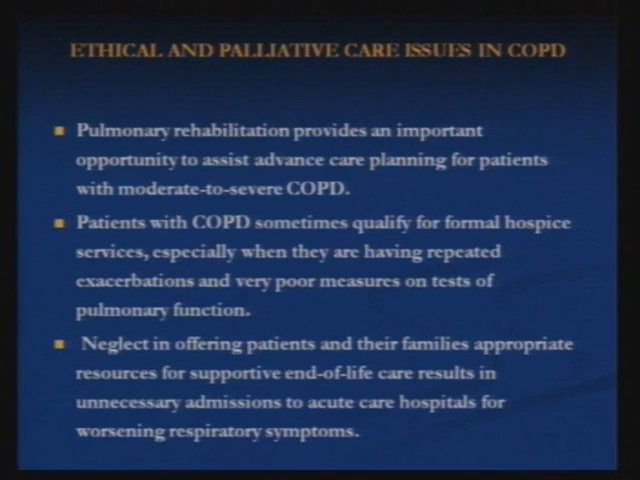 ETHICAL AND PALLIATIVE CARE ISSUES IN COPD
Pulmonary rehabilitation provides an important
opportunity to assist advance care planning for patients
with moderate-to-severe COPD.
Patients with COPD sometimes qualify for formal hospice
services, especially when they are having repeated
exacerbations and very poor measures on tests of
pulmonary function.
Neglect in offering patients and their families appropriate
resources for supportive end-of-life care results in
unnecessary admissions to acute care hospitals for
worsening respiratory symptoms.